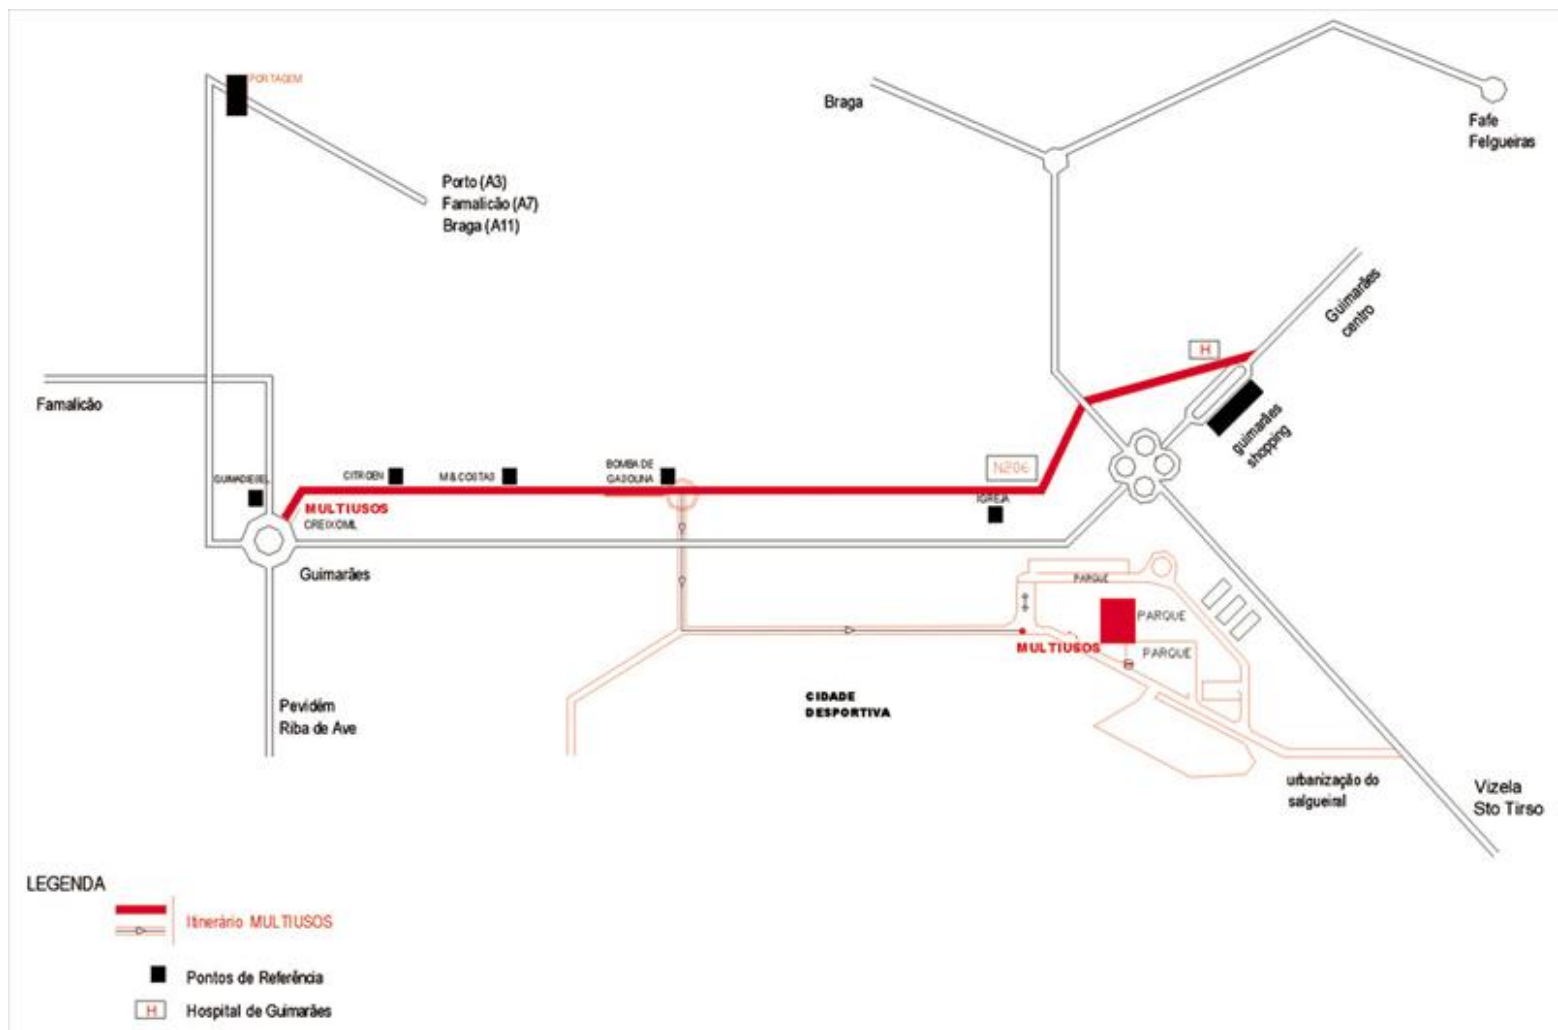 PORTAGEM
Braga
Fafe
Felgueiras
Porto (A3)
Famalicão (A7)
Braga (A11)
Guimarães
centro
H
Famalicão
guimarães
shopping
GUIMADIESEL
CITROEN
M&COSTAS
BOMBA DE
GASOLINA
N206
IGREJA
MULTIUSOS
CREIXOMIL
Guimarães
PARQUE
PARQUE
MULTIUSOS
PARQUE
CIDADE
DESPORTIVA
Pevidém
Riba de Ave
urbanização do
salgueiral
Vizela
Sto Tirso
LEGENDA
Itinerário MULTIUSOS
Pontos de Referência
H
Hospital de Guimarães